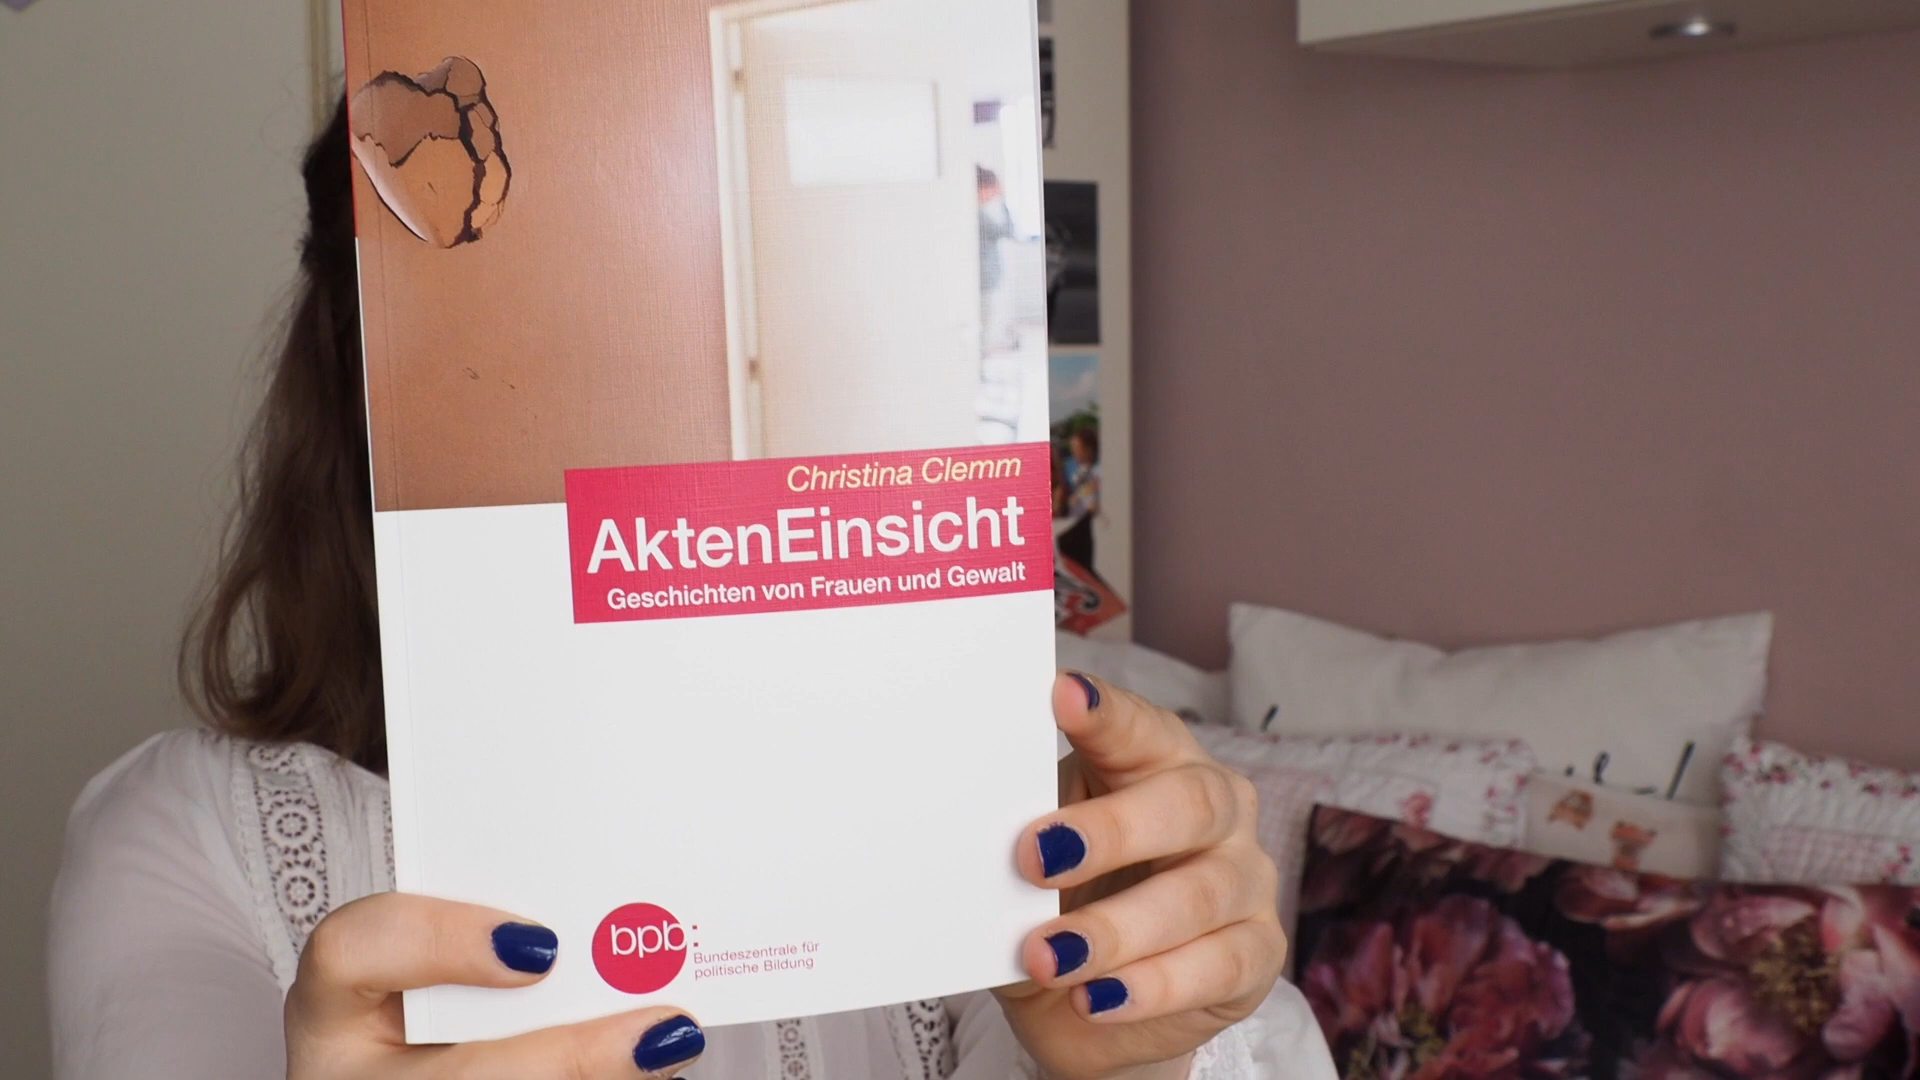 Christina Clemm
AktenEinsicht
Geschichten von Frauen und Gewalt
bpb:
Bundeszentrale für
politische Bildung